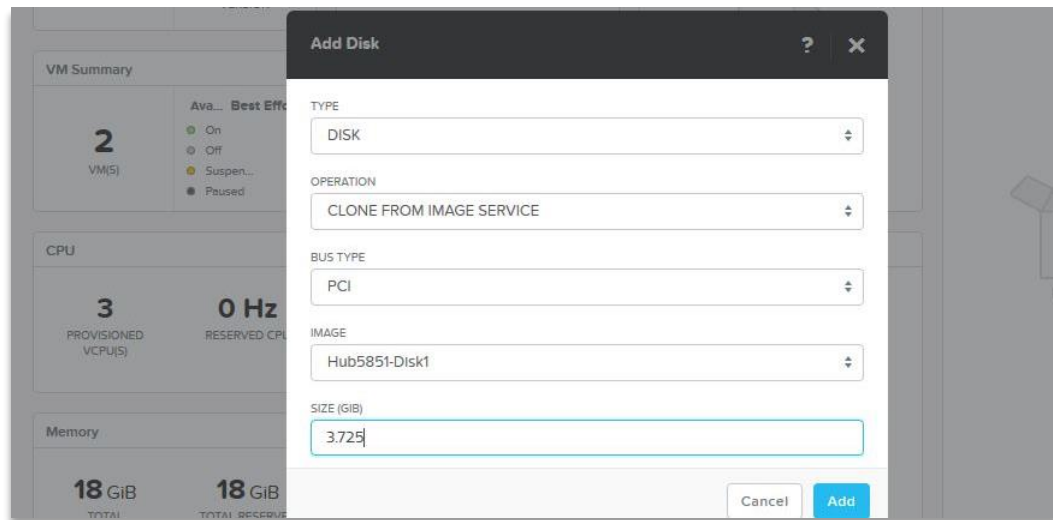 Add Disk
?
VM Summary
TYPE
DISK
OPERATION
CLONE FROM IMAGE SERVICE
BUS TYPE
PCI
IMAGE
Hub5851-Disk1
SIZE (GIB)
3.725
Cancel
Add
Ava... Best Effo
2
VM(S)
On
Off
Suspen...
Paused
CPU
3
PROVISIONED
VCPU(S)
0 Hz
RESERVED CPU
Memory
18 GiB
TOTAL
18 GiB
TOTAL RESERVE